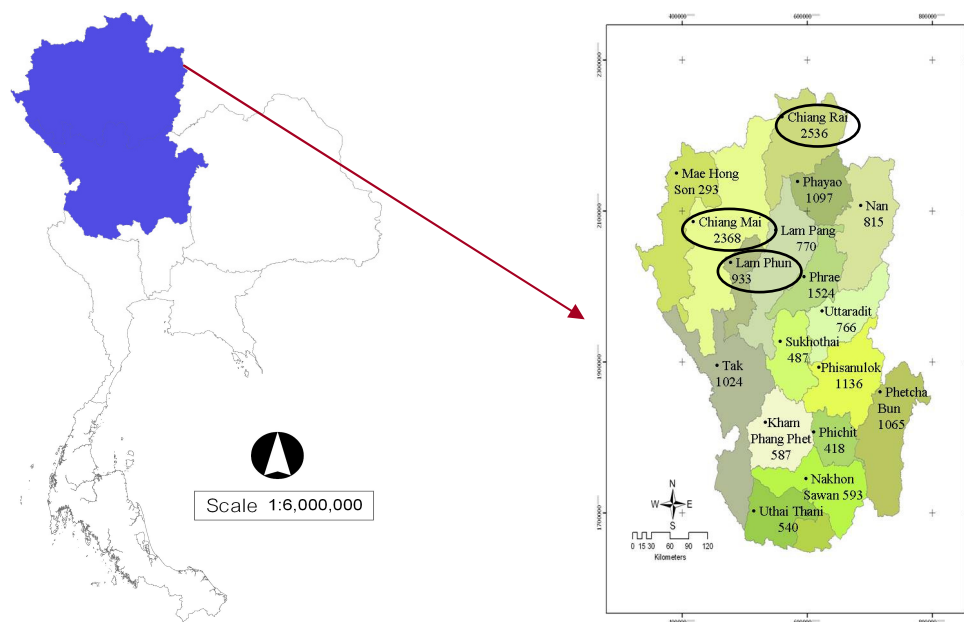 Scale 1:6,000,000
400000
600000
800000
2300000
Chiang Rai
2536
Mae Hong
Son 293
Phayao
1097
Nan
815
2100000
Chiang Mai
2368
Lam Pang
770
Lam Phun
933
Phrae
1524
Uttaradit
766
Sukhothai
487
1900000
Tak
1024
Phisanulok
1136
Phetcha
Bun
1065
Kham
Phang Phet
587
Phichit
418
Nakhon
Sawan 593
Uthai Thani
540
1700000
N
W E
S
0 15 30 60 90 120
Kilometers
400000
600000
800000